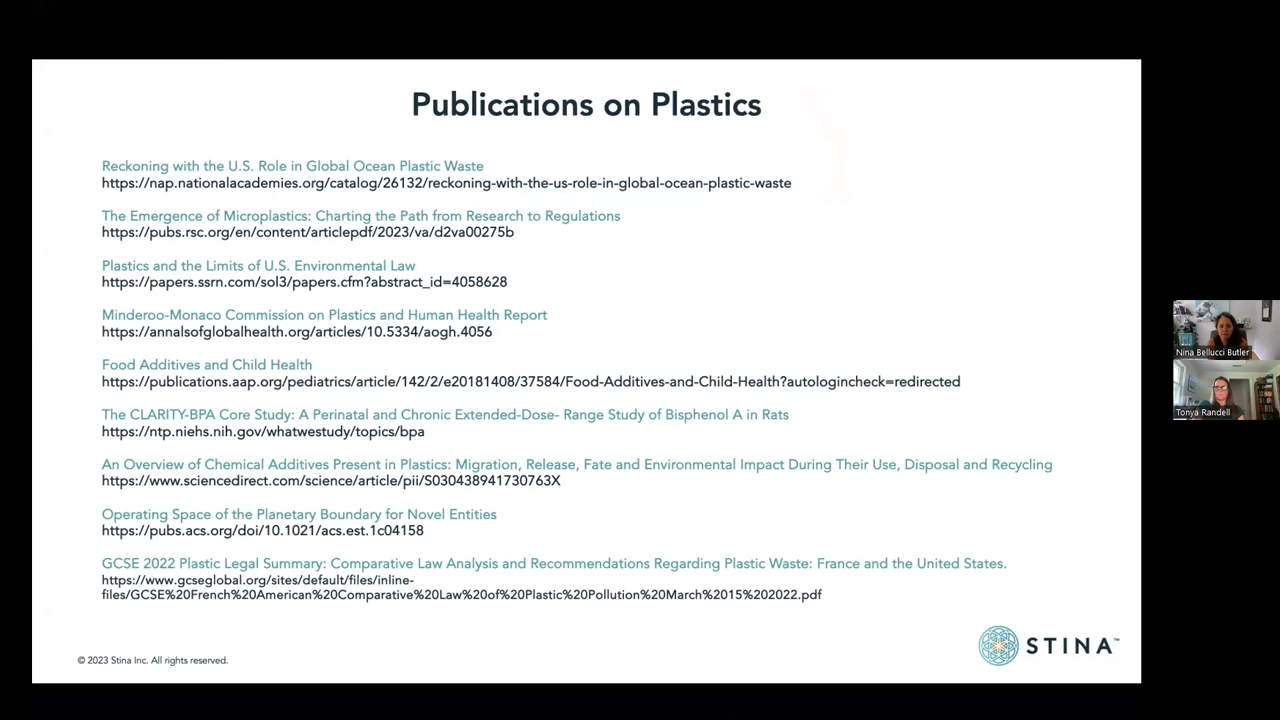 Publications on Plastics
Reckoning with the U.S. Role in Global Ocean Plastic Waste
https://nap.nationalacademies.org/catalog/26132/reckoning-with-the-us-role-in-global-ocean-plastic-waste
The Emergence of Microplastics: Charting the Path from Research to Regulations
https://pubs.rsc.org/en/content/articlepdf/2023/va/d2va00275b
Plastics and the Limits of U.S. Environmental Law
https://papers.ssrn.com/sol3/papers.cfm?abstract_id=4058628
Minderoo-Monaco Commission on Plastics and Human Health Report
https://annalsofglobalhealth.org/articles/10.5334/aogh.4056
Food Additives and Child Health
https://publications.aap.org/pediatrics/article/142/2/e20181408/37584/Food-Additives-and-Child-Health?autologincheck=redirected
The CLARITY-BPA Core Study: A Perinatal and Chronic Extended-Dose- Range Study of Bisphenol A in Rats
https://ntp.niehs.nih.gov/whatwestudy/topics/bpa
An Overview of Chemical Additives Present in Plastics: Migration, Release, Fate and Environmental Impact During Their Use, Disposal and Recycling
https://www.sciencedirect.com/science/article/pii/S030438941730763X
Operating Space of the Planetary Boundary for Novel Entities
https://pubs.acs.org/doi/10.1021/acs.est.1c04158
GCSE 2022 Plastic Legal Summary: Comparative Law Analysis and Recommendations Regarding Plastic Waste: France and the United States.
https://www.gcseglobal.org/sites/default/files/inline-
files/GCSE%20French%20American%20Comparative%20Law%20of%20Plastic%20Pollution%20March%2015%202022.pdf
© 2023 Stina Inc. All rights reserved.
STINA™
Nina Bellucci Butler
Tonya Randell